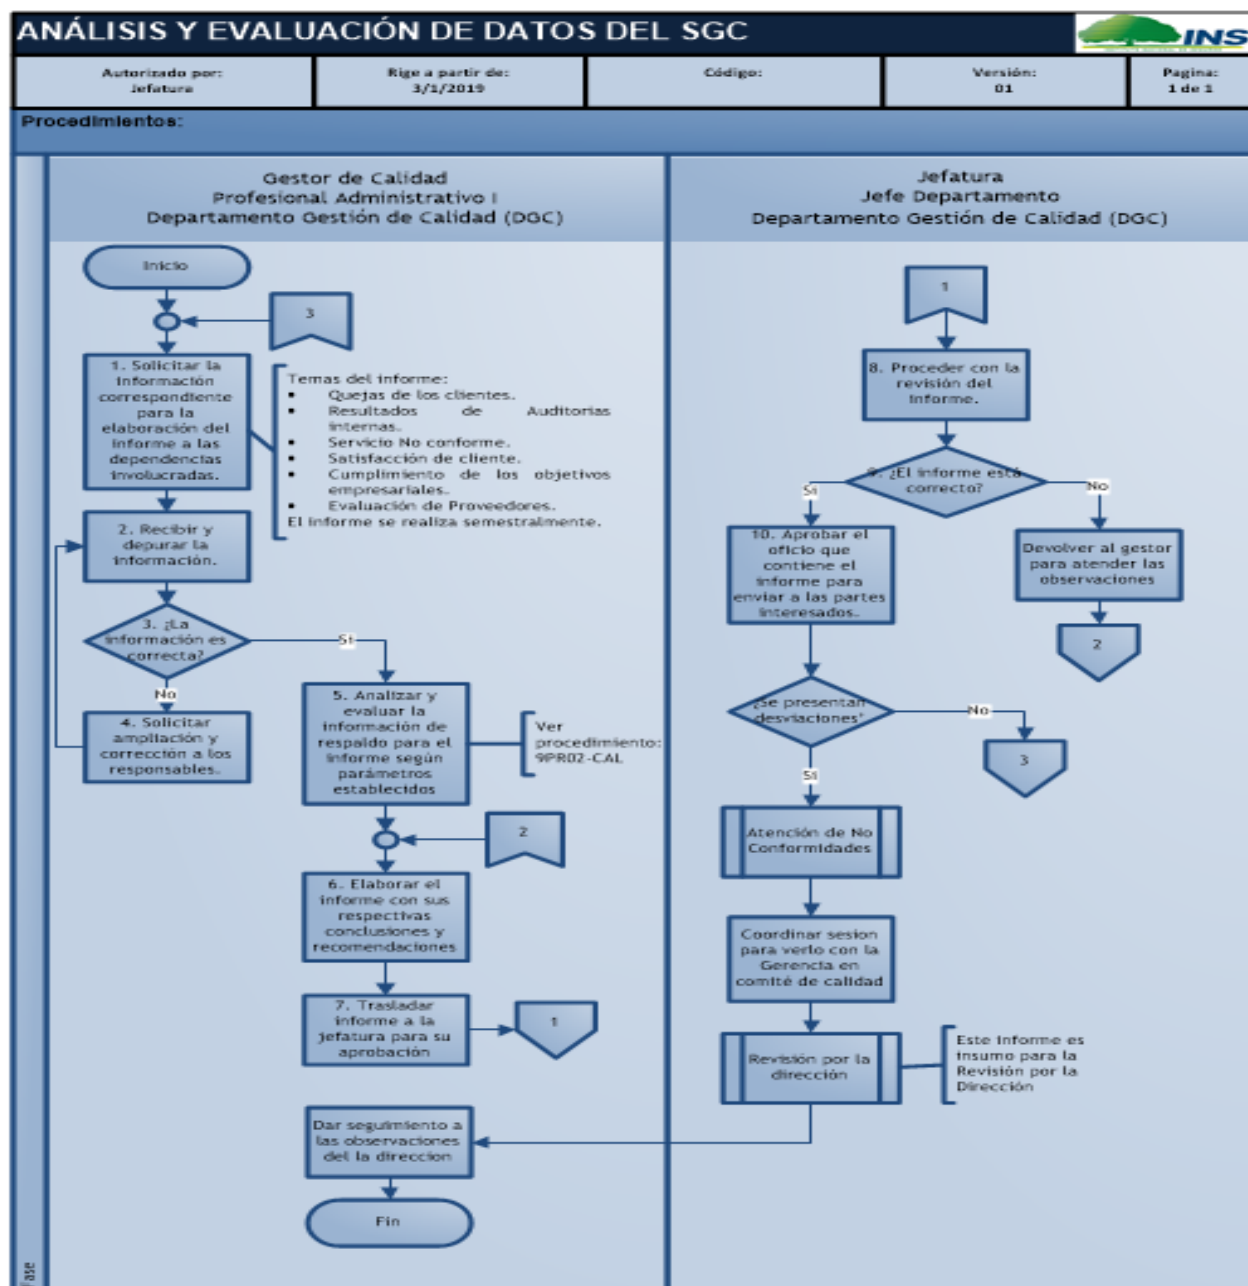 ANÁLISIS Y EVALUACIÓN DE DATOS DEL SGC
INS
Autorizado por:
Jefatura
Rige a partir de:
3/1/2019
Código:
Versión:
01
Pagina:
1 de 1
Procedimientos:
Gestor de Calidad
Profesional Administrativo I
Departamento Gestión de Calidad (DGC)
Inicio
3
1. Solicitar la
información
correspondiente
para la
elaboración del
informe a las
dependencias
involucradas.
Temas del informe:
▪ Quejas de los clientes.
▪ Resultados de Auditorias
internas.
▪ Servicio No conforme.
▪ Satisfacción de cliente.
▪ Cumplimiento de los objetivos
empresariales.
▪ Evaluación de Proveedores.
El informe se realiza semestralmente.
2. Recibir y
depurar la
información.
3. ¿La
información es
correcta?
Si
No
4. Solicitar
ampliación y
corrección a los
responsables.
5. Analizar y
evaluar la
información de
respaldo para el
informe según
parámetros
establecidos
Ver
procedimiento:
9PR02-CAL
2
6. Elaborar el
informe con sus
respectivas
conclusiones y
recomendaciones
7. Trasladar
informe a la
jefatura para su
aprobación
1
Dar seguimiento a
las observaciones
del la direccion
Fin
Jefatura
Jefe Departamento
Departamento Gestión de Calidad (DGC)
1
8. Proceder con la
revisión del
informe.
9. ¿El informe está
correcto?
Si
No
10. Aprobar el
oficio que
contiene el
informe para
enviar a las partes
interesados.
Devolver al gestor
para atender las
observaciones
2
¿Se presentan
desviaciones?
No
3
Si
Atención de No
Conformidades
Coordinar sesion
para verlo con la
Gerencia en
comité de calidad
Revisión por la
dirección
Este informe es
insumo para la
Revisión por la
Dirección
Fase